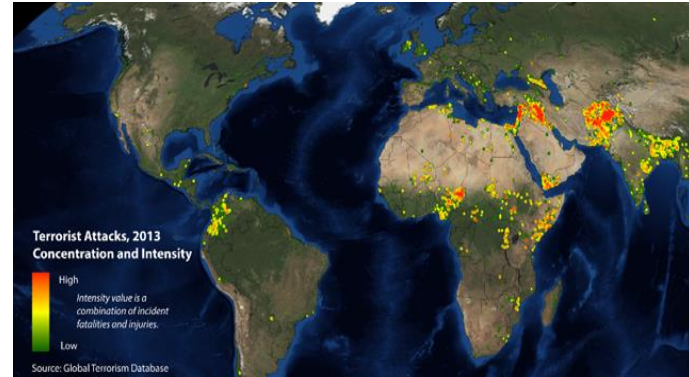 Terrorist Attacks, 2013
Concentration and Intensity
High
Intensity value is a
combination of incident
fatalities and injuries.
Low
Source: Global Terrorism Database